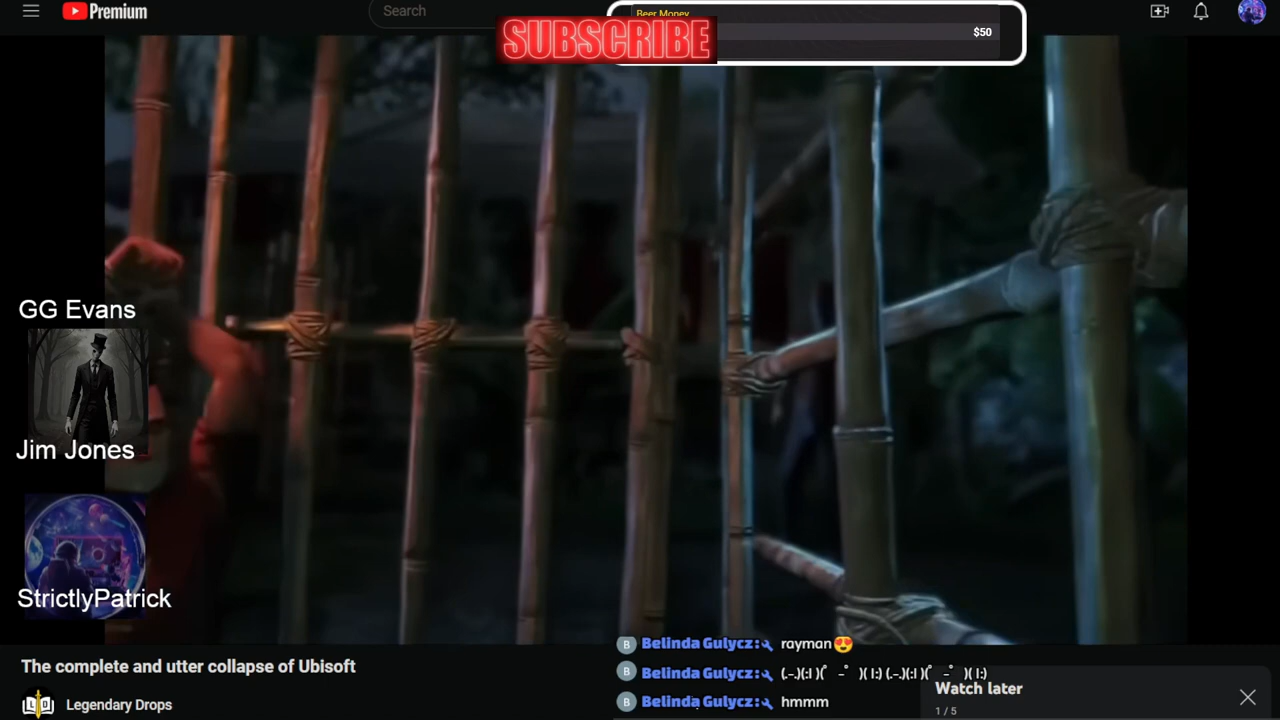 Premium
Search
Beer Money
SUBSCRIBE
$50
GG Evans
Jim Jones
StrictlyPatrick
Belinda Gulycz: rayman😍
Belinda Gulycz: (.-.)(:I )(ﾟ -ﾟ )( I:) (.-.)(:I )(ﾟ -ﾟ )( I:)
Belinda Gulycz: hmmm
The complete and utter collapse of Ubisoft
Legendary Drops
Watch later
1 / 5